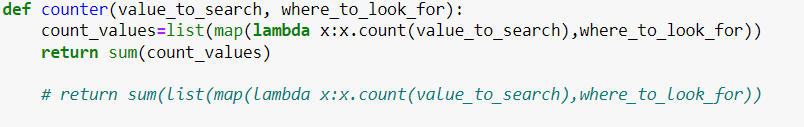 def counter(value_to_search, where_to_look_for):
    count_values=list(map(lambda x:x.count(value_to_search),where_to_look_for))
    return sum(count_values)
    # return sum(list(map(lambda x:x.count(value_to_search),where_to_look_for))